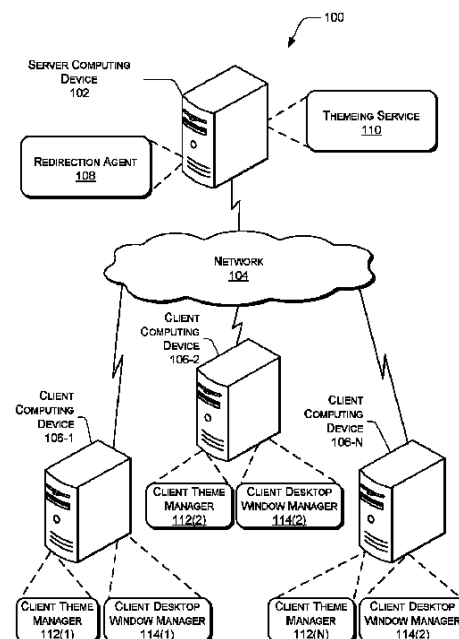 100
SERVER COMPUTING
DEVICE
102
THEMEING SERVICE
110
REDIRECTION AGENT
108
NETWORK
104
CLIENT
COMPUTING
DEVICE
106-2
CLIENT
COMPUTING
DEVICE
106-1
CLIENT
COMPUTING
DEVICE
106-N
CLIENT THEME
MANAGER
112(2)
CLIENT DESKTOP
WINDOW MANAGER
114(2)
CLIENT THEME
MANAGER
112(1)
CLIENT DESKTOP
WINDOW MANAGER
114(1)
CLIENT THEME
MANAGER
112(N)
CLIENT DESKTOP
WINDOW MANAGER
114(2)